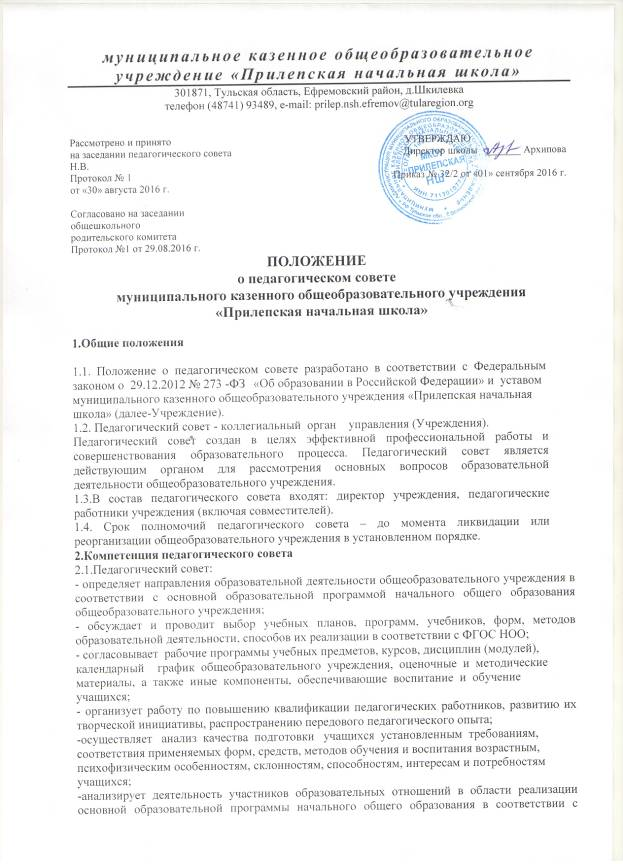 муниципальное казенное общеобразовательное
учреждение «Прилепская начальная школа»
301871, Тульская область, Ефремовский район, д.Шкилевка
телефон (48741) 93489, e-mail: prilep.nsh.efremov@tularegion.org
Рассмотрено и принято
на заседании педагогического совета
Н.В.
Протокол № 1
от «30» августа 2016 г.
УТВЕРЖДАЮ
Директор школы Архипова
Приказ № 32/2 от «01» сентября 2016 г.
МКОУ
«ПРИЛЕПСКАЯ
НШ»
Согласовано на заседании
общешкольного
родительского комитета
Протокол №1 от 29.08.2016 г.
ПОЛОЖЕНИЕ
о педагогическом совете
муниципального казенного общеобразовательного учреждения
«Прилепская начальная школа»
1.Общие положения
1.1. Положение о педагогическом совете разработано в соответствии с Федеральным
законом о 29.12.2012 № 273 -ФЗ «Об образовании в Российской Федерации» и уставом
муниципального казенного общеобразовательного учреждения «Прилепская начальная
школа» (далее-Учреждение).
1.2. Педагогический совет - коллегиальный орган управления (Учреждения).
Педагогический совет создан в целях эффективной профессиональной работы и
совершенствования образовательного процесса. Педагогический совет является
действующим органом для рассмотрения основных вопросов образовательной
деятельности общеобразовательного учреждения.
1.3.В состав педагогического совета входят: директор учреждения, педагогические
работники учреждения (включая совместителей).
1.4. Срок полномочий педагогического совета – до момента ликвидации или
реорганизации общеобразовательного учреждения в установленном порядке.
2.Компетенция педагогического совета
2.1.Педагогический совет:
- определяет направления образовательной деятельности общеобразовательного учреждения в
соответствии с основной образовательной программой начального общего образования
общеобразовательного учреждения;
- обсуждает и проводит выбор учебных планов, программ, учебников, форм, методов
образовательной деятельности, способов их реализации в соответствии с ФГОС НОО;
- согласовывает рабочие программы учебных предметов, курсов, дисциплин (модулей),
календарный график общеобразовательного учреждения, оценочные и методические
материалы, а также иные компоненты, обеспечивающие воспитание и обучение
учащихся;
- организует работу по повышению квалификации педагогических работников, развитию их
творческой инициативы, распространению передового педагогического опыта;
-осуществляет анализ качества подготовки учащихся установленным требованиям,
соответствия применяемых форм, средств, методов обучения и воспитания возрастным,
психофизическим особенностям, склонностям, способностям, интересам и потребностям
учащихся;
-анализирует деятельность участников образовательных отношений в области реализации
основной образовательной программы начального общего образования в соответствии с